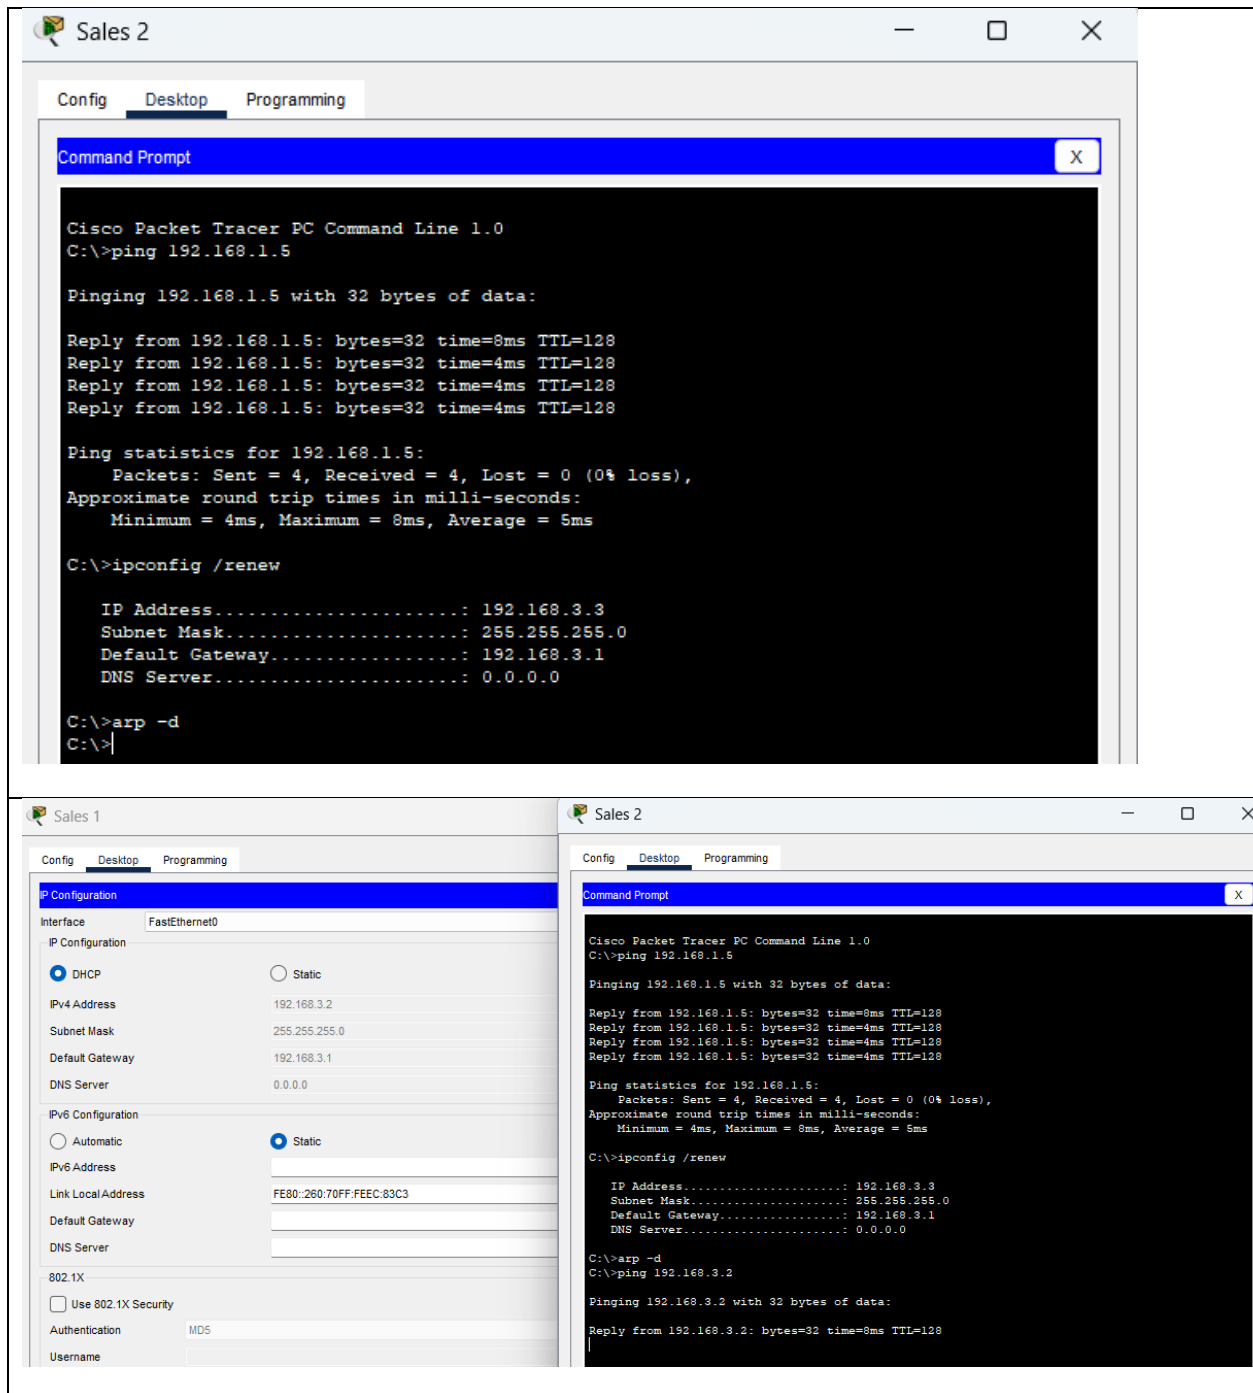 Sales 2
Config Desktop Programming
Command Prompt
X
Cisco Packet Tracer PC Command Line 1.0
C:\>ping 192.168.1.5
Pinging 192.168.1.5 with 32 bytes of data:
Reply from 192.168.1.5: bytes=32 time=8ms TTL=128
Reply from 192.168.1.5: bytes=32 time=4ms TTL=128
Reply from 192.168.1.5: bytes=32 time=4ms TTL=128
Reply from 192.168.1.5: bytes=32 time=4ms TTL=128
Ping statistics for 192.168.1.5:
Packets: Sent = 4, Received = 4, Lost = 0 (0% loss),
Approximate round trip times in milli-seconds:
Minimum = 4ms, Maximum = 8ms, Average = 5ms
C:\>ipconfig /renew
IP Address......................: 192.168.3.3
Subnet Mask.....................: 255.255.255.0
Default Gateway.................: 192.168.3.1
DNS Server......................: 0.0.0.0
C:\>arp -d
C:\>
Sales 1
Config Desktop Programming
IP Configuration
Interface FastEthernet0
IP Configuration
DHCP Static
IPv4 Address 192.168.3.2
Subnet Mask 255.255.255.0
Default Gateway 192.168.3.1
DNS Server 0.0.0.0
IPv6 Configuration
Automatic Static
IPv6 Address
Link Local Address FE80::260:70FF:FEEC:83C3
Default Gateway
DNS Server
802.1X
Use 802.1X Security
Authentication MD5
Username
Sales 2
Config Desktop Programming
Command Prompt
X
Cisco Packet Tracer PC Command Line 1.0
C:\>ping 192.168.1.5
Pinging 192.168.1.5 with 32 bytes of data:
Reply from 192.168.1.5: bytes=32 time=8ms TTL=128
Reply from 192.168.1.5: bytes=32 time=4ms TTL=128
Reply from 192.168.1.5: bytes=32 time=4ms TTL=128
Reply from 192.168.1.5: bytes=32 time=4ms TTL=128
Ping statistics for 192.168.1.5:
Packets: Sent = 4, Received = 4, Lost = 0 (0% loss),
Approximate round trip times in milli-seconds:
Minimum = 4ms, Maximum = 8ms, Average = 5ms
C:\>ipconfig /renew
IP Address......................: 192.168.3.3
Subnet Mask.....................: 255.255.255.0
Default Gateway.................: 192.168.3.1
DNS Server......................: 0.0.0.0
C:\>arp -d
C:\>ping 192.168.3.2
Pinging 192.168.3.2 with 32 bytes of data:
Reply from 192.168.3.2: bytes=32 time=8ms TTL=128